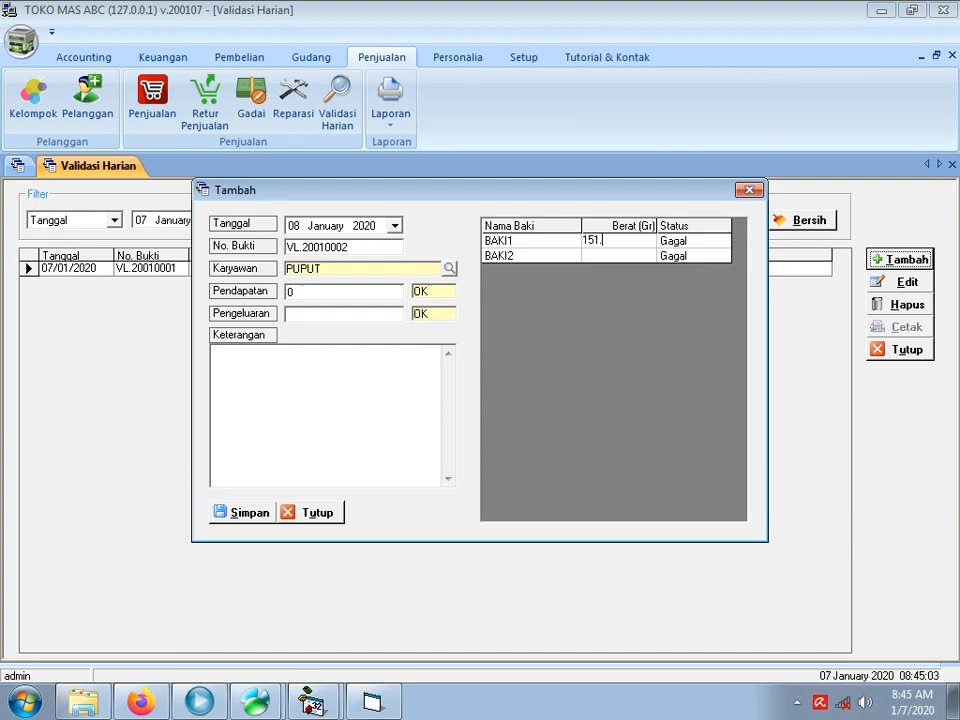 TOKO MAS ABC (127.0.0.1) v.200107 - [Validasi Harian]
Accounting Keuangan Pembelian Gudang Penjualan Personalia Setup Tutorial & Kontak
Kelompok Pelanggan Penjualan Retur Penjualan Gadai Reparasi Validasi Harian Laporan
Pelanggan Penjualan Laporan
Validasi Harian
Filter
Tanggal 07 January Bersih
Tanggal No. Bukti
07/01/2020 VL.20010001
Tambah
Edit
Hapus
Cetak
Tutup
Tambah
Tanggal 08 January 2020
No. Bukti VL.20010002
Karyawan PUPUT
Pendapatan 0 OK
Pengeluaran OK
Keterangan
Simpan Tutup
Nama Baki Berat (Gr) Status
BAKI1 151. Gagal
BAKI2 Gagal
admin 07 January 2020 08:45:03
32
8:45 AM
1/7/2020